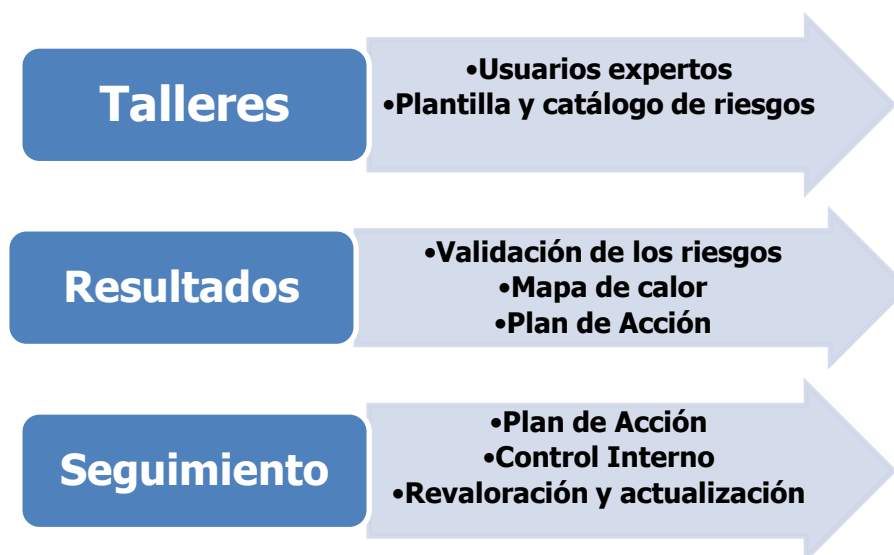 Talleres
•Usuarios expertos
•Plantilla y catálogo de riesgos
Resultados
•Validación de los riesgos
•Mapa de calor
•Plan de Acción
Seguimiento
•Plan de Acción
•Control Interno
•Revaloración y actualización